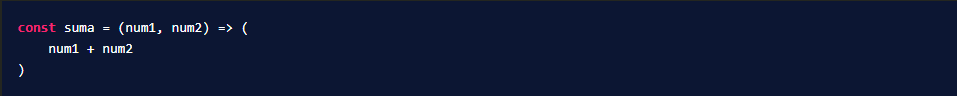 const suma = (num1, num2) => (
    num1 + num2
)